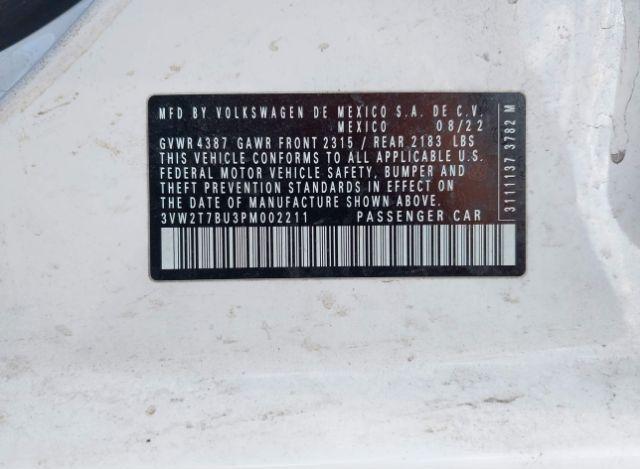 MFD BY VOLKSWAGEN DE MEXICO S.A. DE C.V.
MEXICO 08/22
GVWR 4387 GAWR FRONT 2315 / REAR 2183 LBS
THIS VEHICLE CONFORMS TO ALL APPLICABLE U.S.
FEDERAL MOTOR VEHICLE SAFETY, BUMPER AND
THEFT PREVENTION STANDARDS IN EFFECT ON
THE DATE OF MANUFACTURE SHOWN ABOVE.
3VW2T7BU3PM002211 PASSENGER CAR
3111137 3782 M